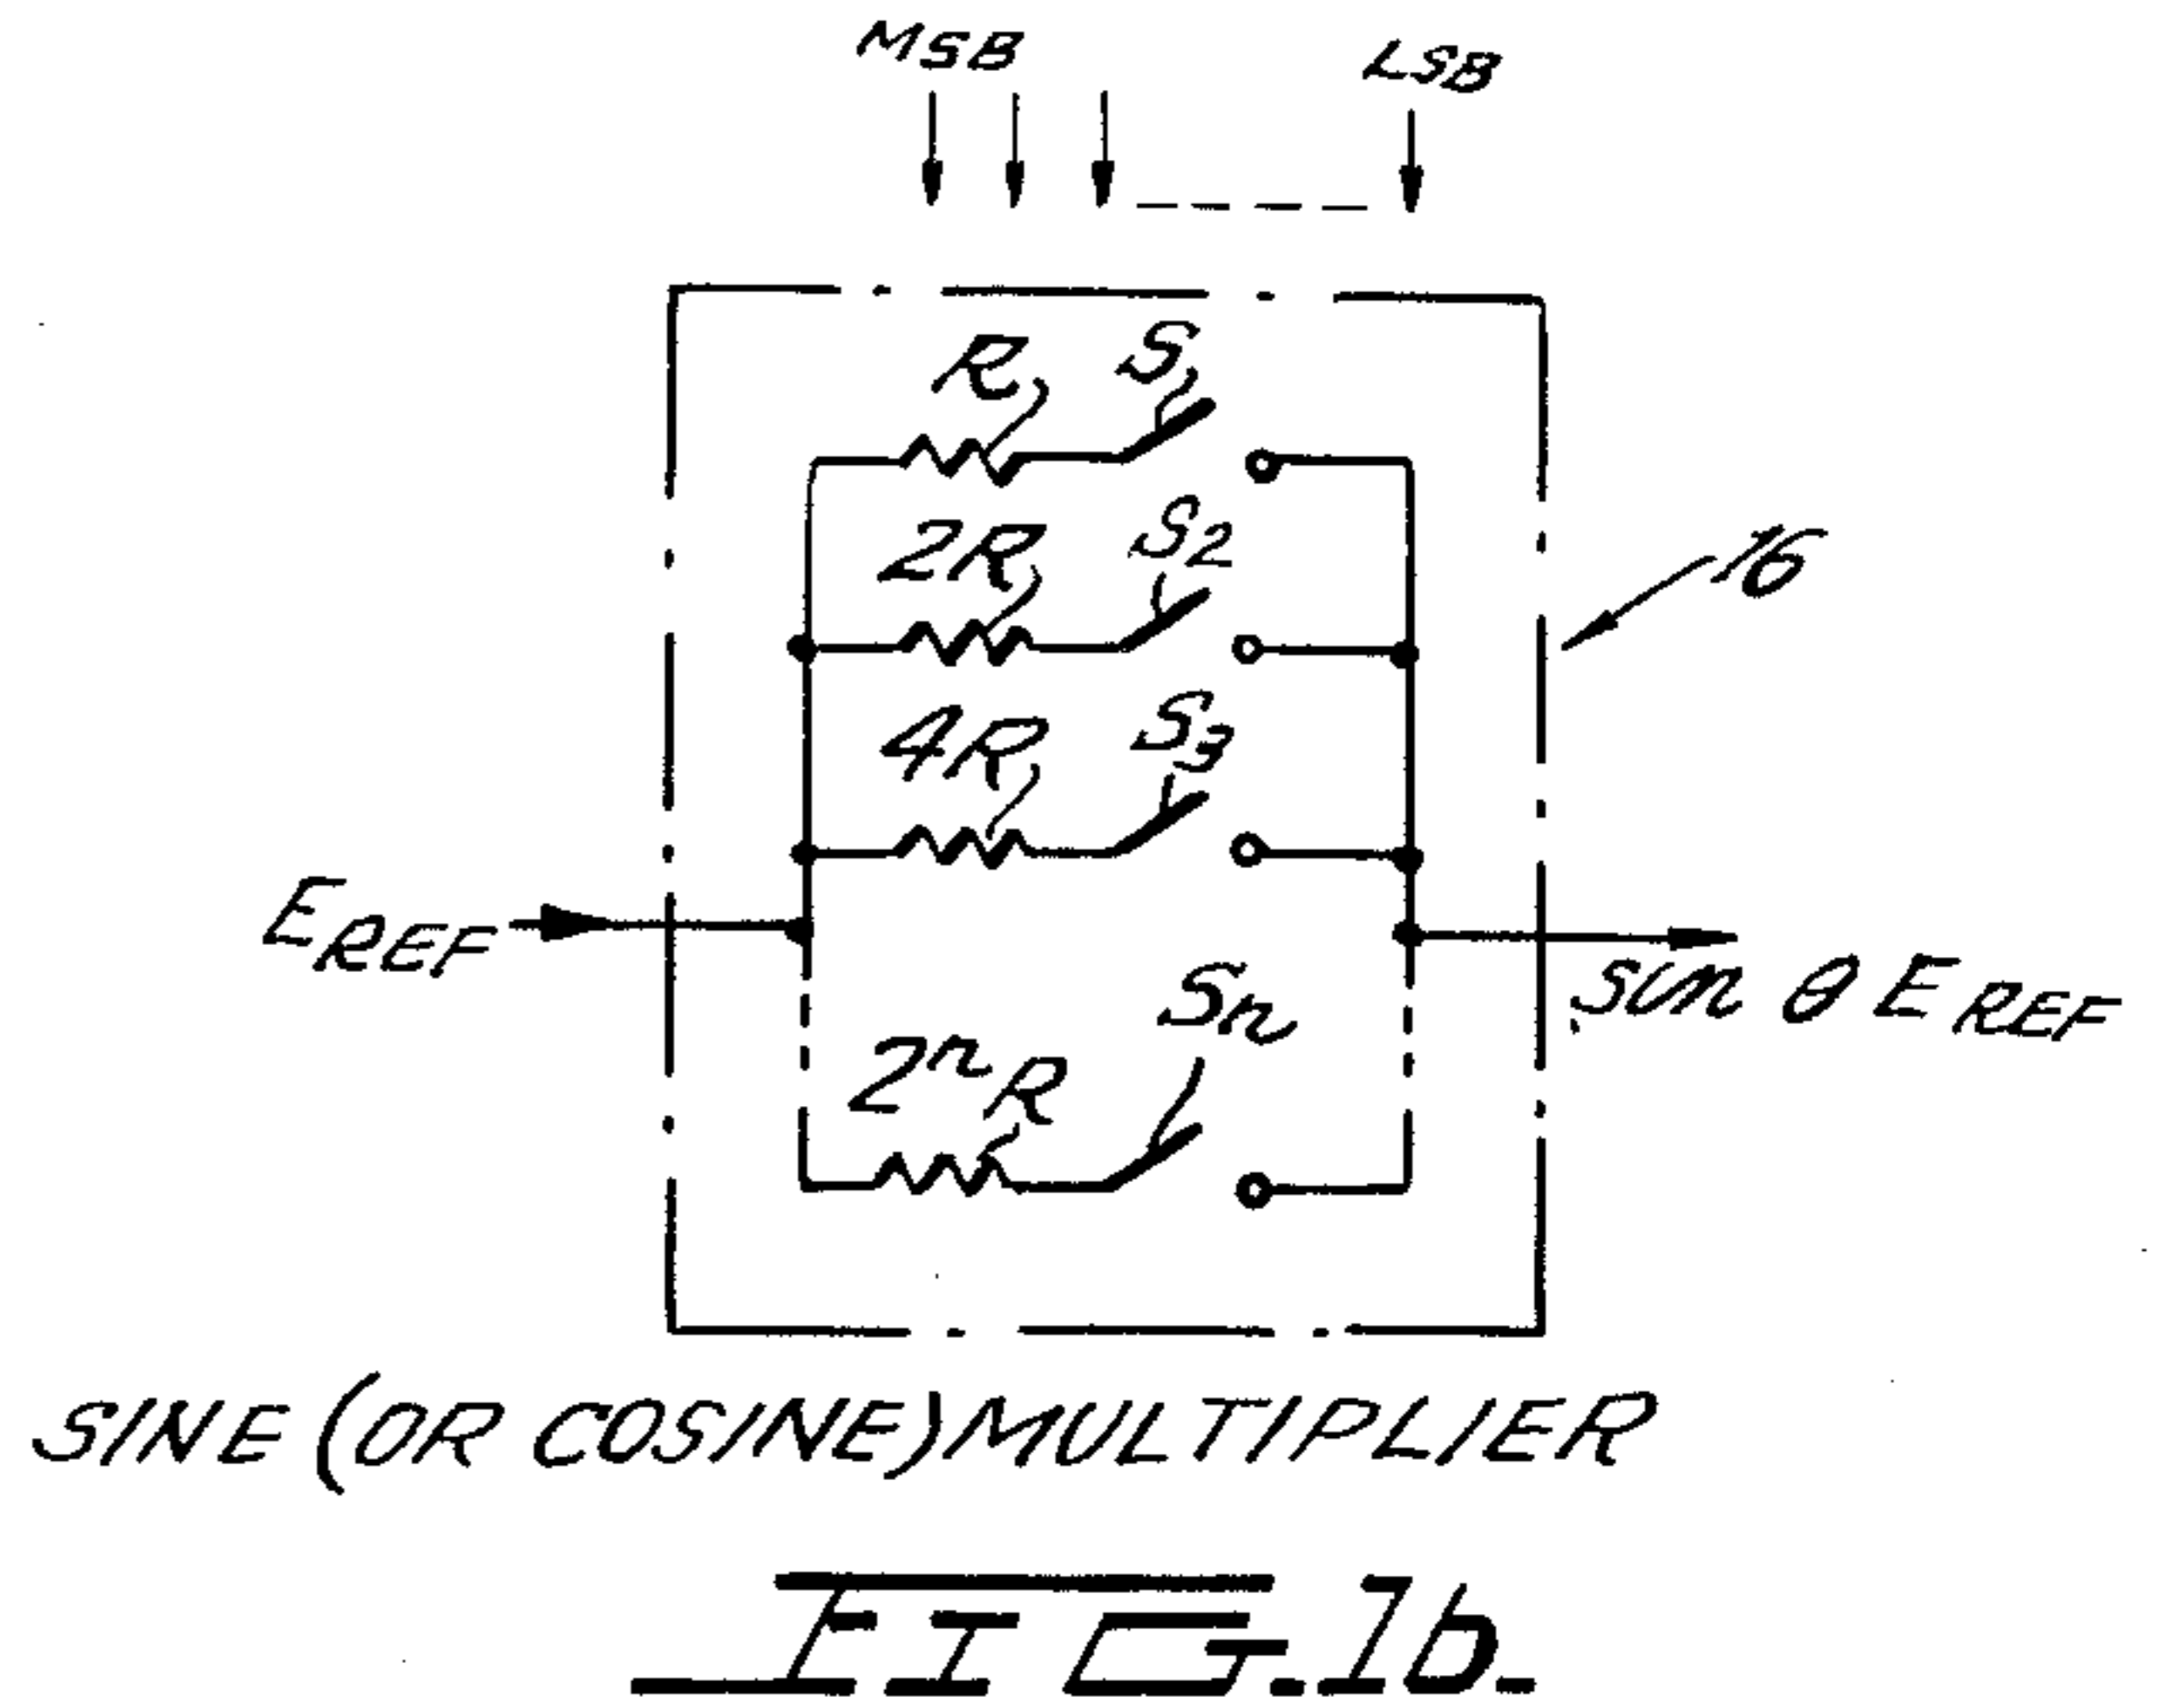 MSB LSB
R S1
2R S2
16
4R S3
EREF
sin θ EREF
2ⁿR Sn
SINE (OR COSINE) MULTIPLIER
FIG. 1b.